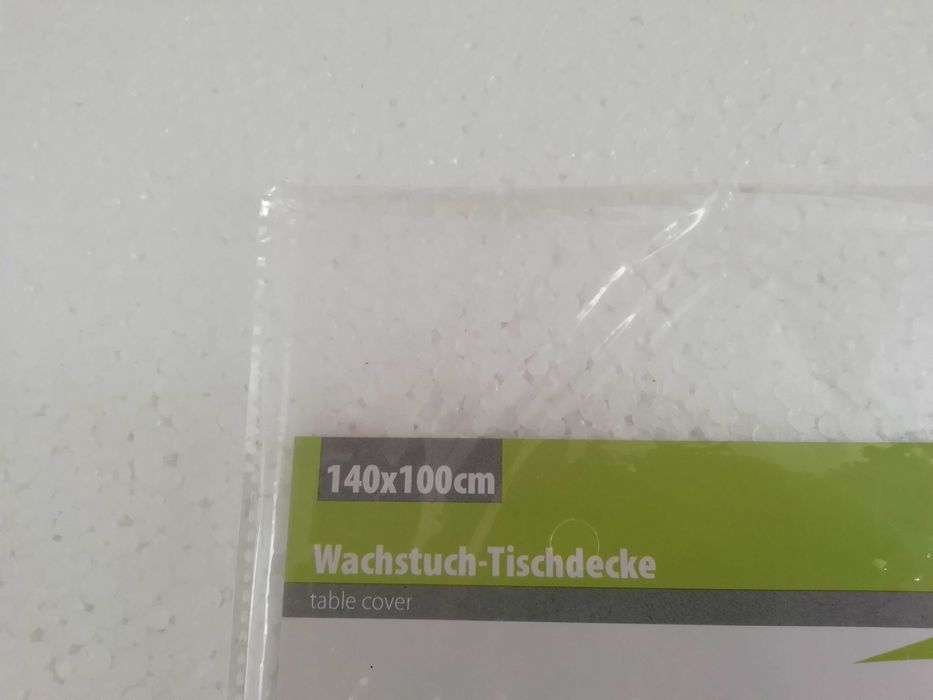 140x100cm
Wachstuch-Tischdecke
table cover